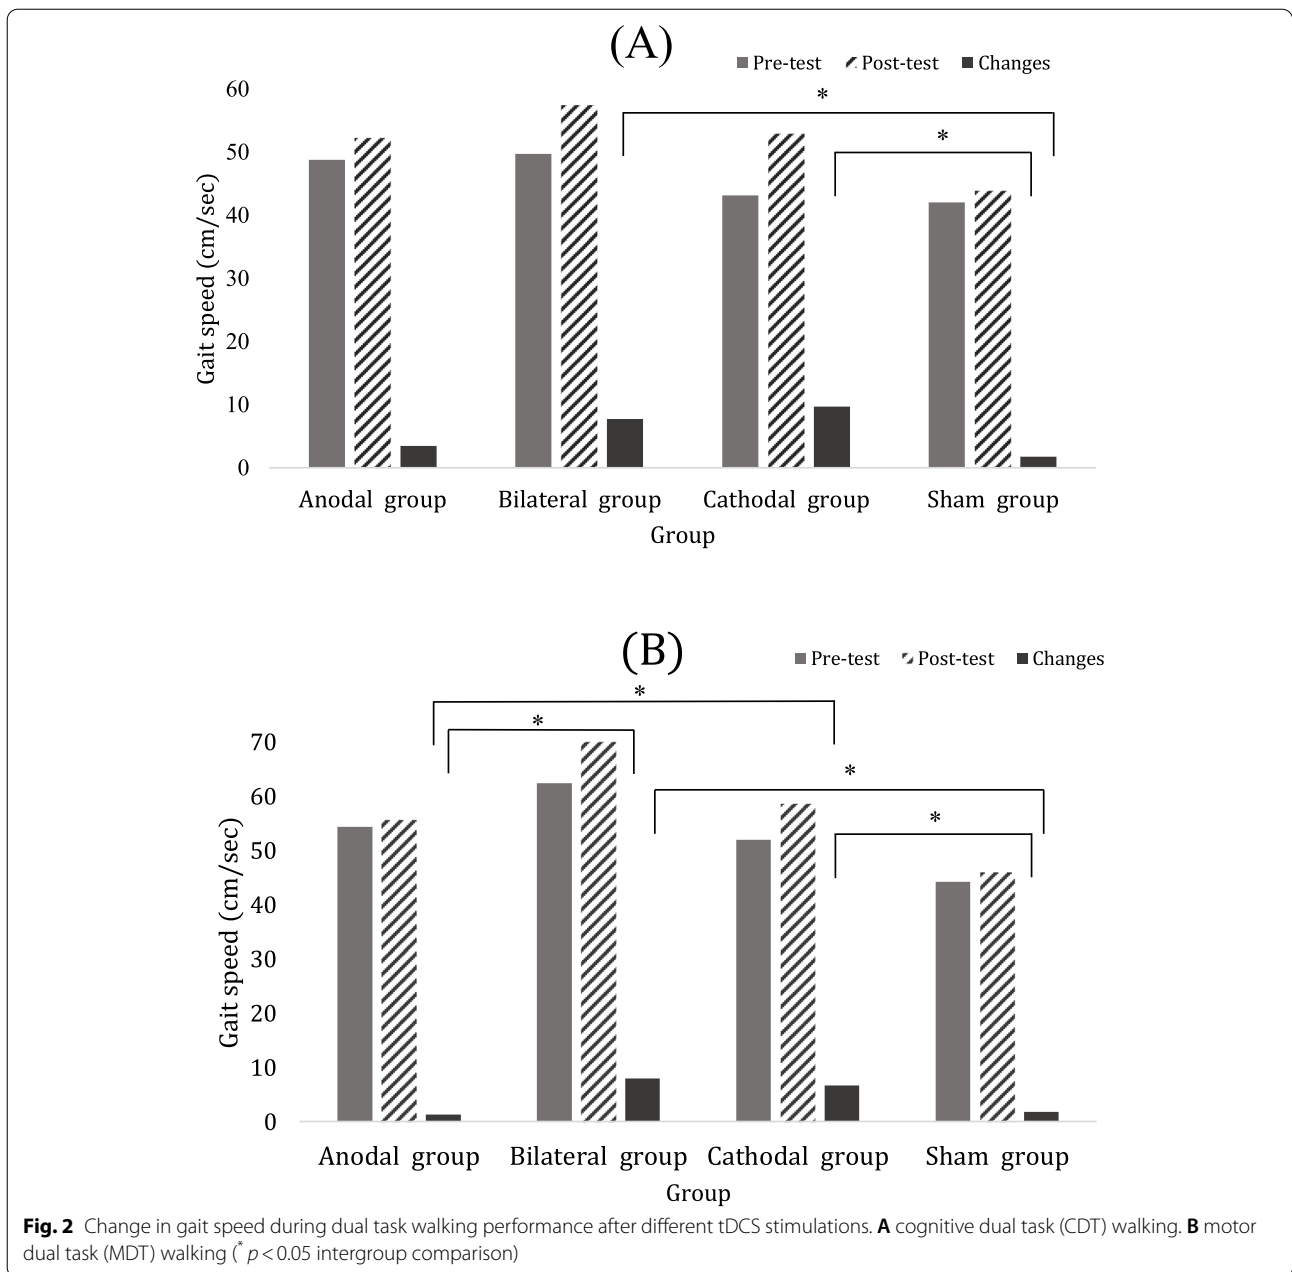 (A)
Pre-test Post-test Changes
60
*
50
*
40
30
20
10
0
Gait speed (cm/sec)
Anodal group Bilateral group Cathodal group Sham group
Group
(B)
Pre-test Post-test Changes
*
*
70
*
60
*
50
40
30
20
10
0
Gait speed (cm/sec)
Anodal group Bilateral group Cathodal group Sham group
Group
Fig. 2 Change in gait speed during dual task walking performance after different tDCS stimulations. A cognitive dual task (CDT) walking. B motor
dual task (MDT) walking (* p < 0.05 intergroup comparison)